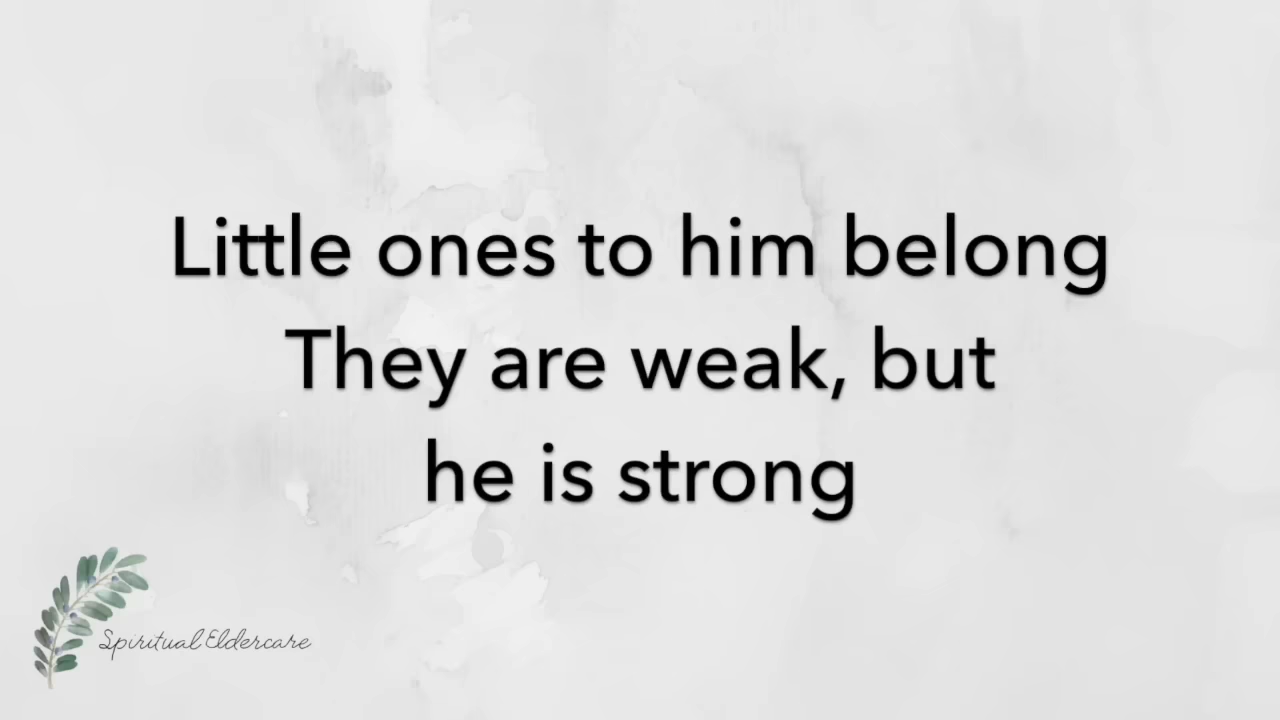 Little ones to him belong
They are weak, but
he is strong
Spiritual Eldercare